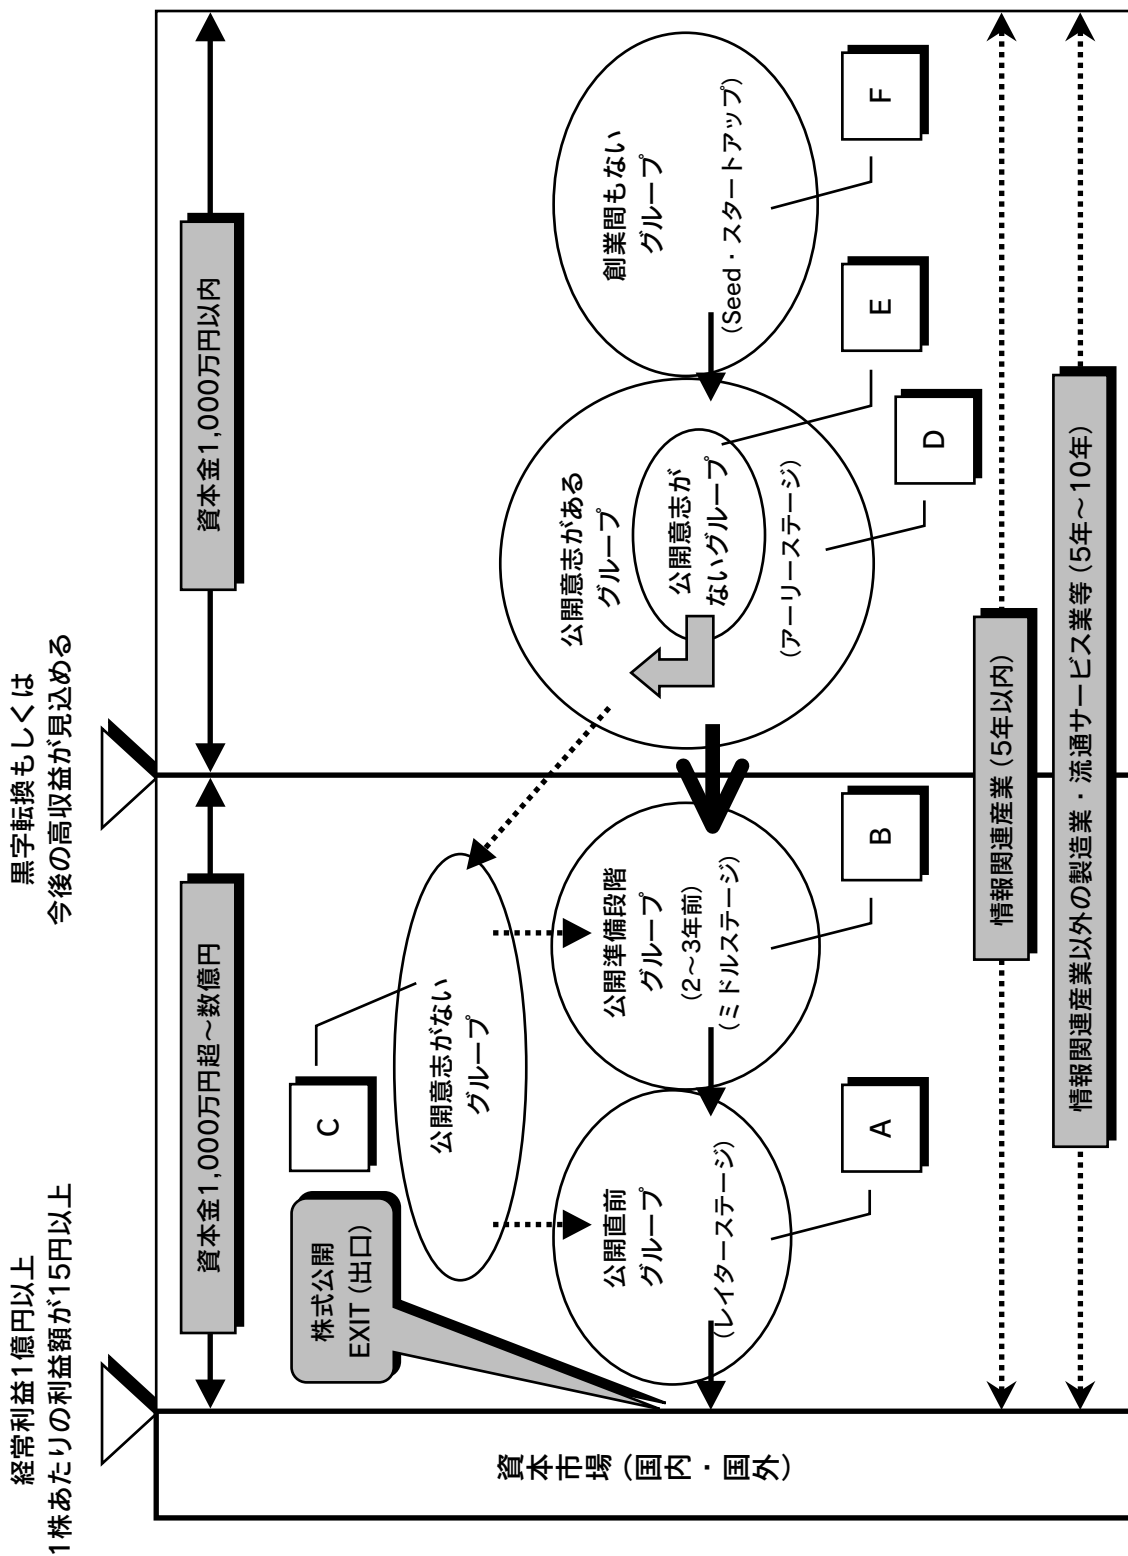 経常利益1億円以上
1株あたりの利益額が15円以上
黒字転換もしくは
今後の高収益が見込める
資本金1,000万円超～数億円
資本金1,000万円以内
株式公開
EXIT（出口）
C
公開意志がない
グループ
資本市場（国内・国外）
公開直前
グループ
（レイターステージ）
A
公開準備段階
グループ
（2～3年前）
（ミドルステージ）
B
公開意志がある
グループ
公開意志が
ないグループ
（アーリーステージ）
D
E
創業間もない
グループ
（Seed・スタートアップ）
F
情報関連産業（5年以内）
情報関連産業以外の製造業・流通サービス業等（5年～10年）